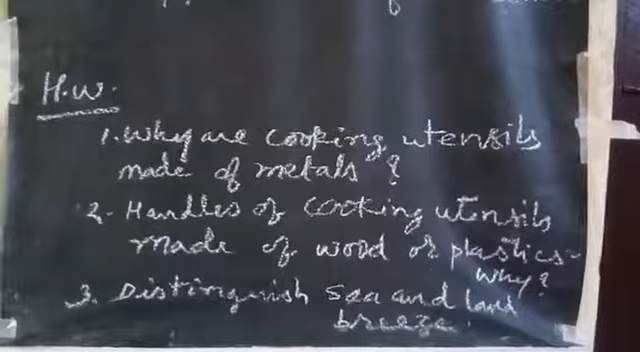 H.W.
1. Why are cooking utensils
made of metals ?
2. Handles of cooking utensils
made of wood or plastics-
why?
3. Distinguish sea and land
breeze.